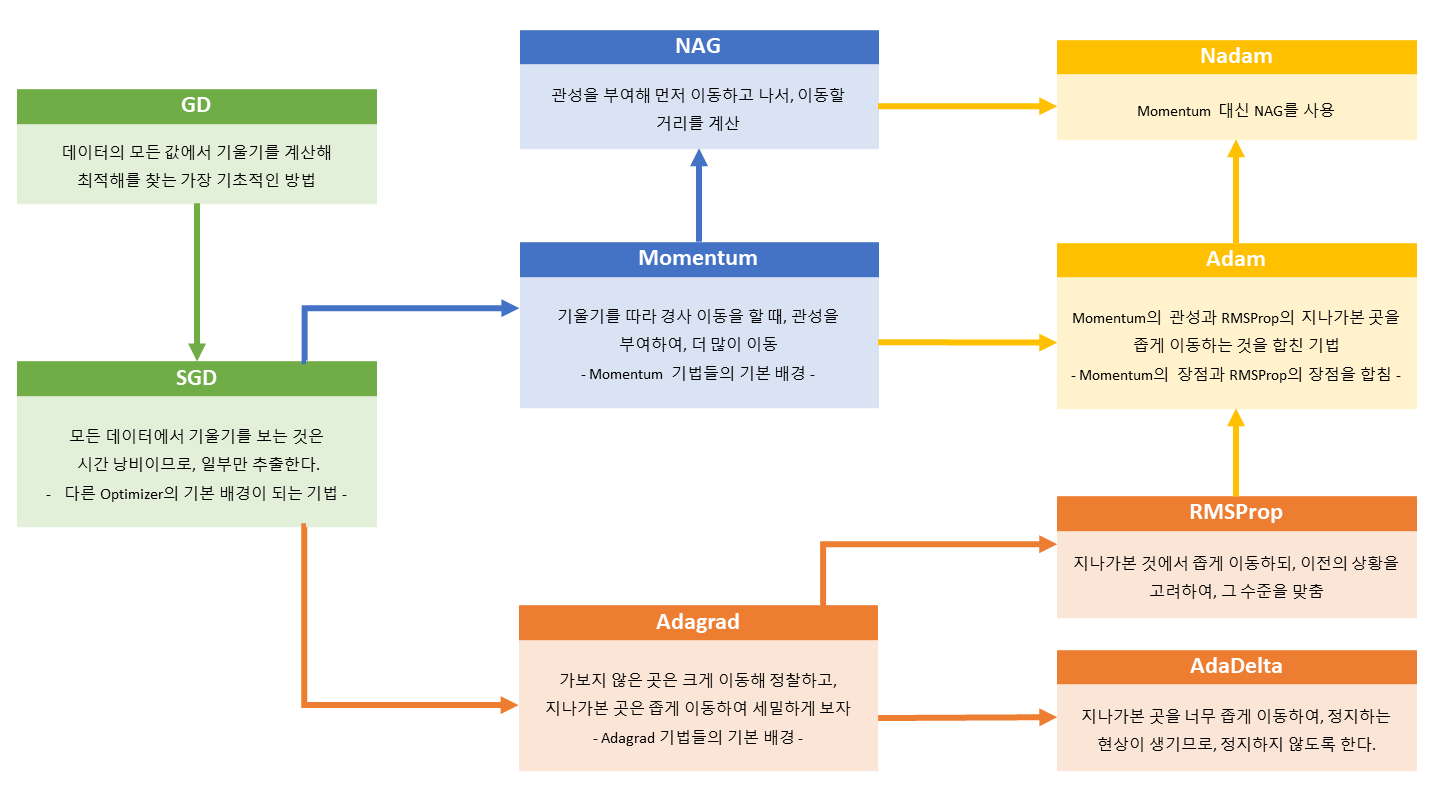 GD
데이터의 모든 값에서 기울기를 계산해
최적해를 찾는 가장 기초적인 방법
SGD
모든 데이터에서 기울기를 보는 것은
시간 낭비이므로, 일부만 추출한다.
- 다른 Optimizer의 기본 배경이 되는 기법 -
NAG
관성을 부여해 먼저 이동하고 나서, 이동할
거리를 계산
Momentum
기울기를 따라 경사 이동을 할 때, 관성을
부여하여, 더 많이 이동
- Momentum 기법들의 기본 배경 -
Adagrad
가보지 않은 곳은 크게 이동해 정찰하고,
지나가본 곳은 좁게 이동하여 세밀하게 보자
- Adagrad 기법들의 기본 배경 -
Nadam
Momentum 대신 NAG를 사용
Adam
Momentum의 관성과 RMSProp의 지나가본 곳을
좁게 이동하는 것을 합친 기법
- Momentum의 장점과 RMSProp의 장점을 합침 -
RMSProp
지나가본 것에서 좁게 이동하되, 이전의 상황을
고려하여, 그 수준을 맞춤
AdaDelta
지나가본 곳을 너무 좁게 이동하여, 정지하는
현상이 생기므로, 정지하지 않도록 한다.